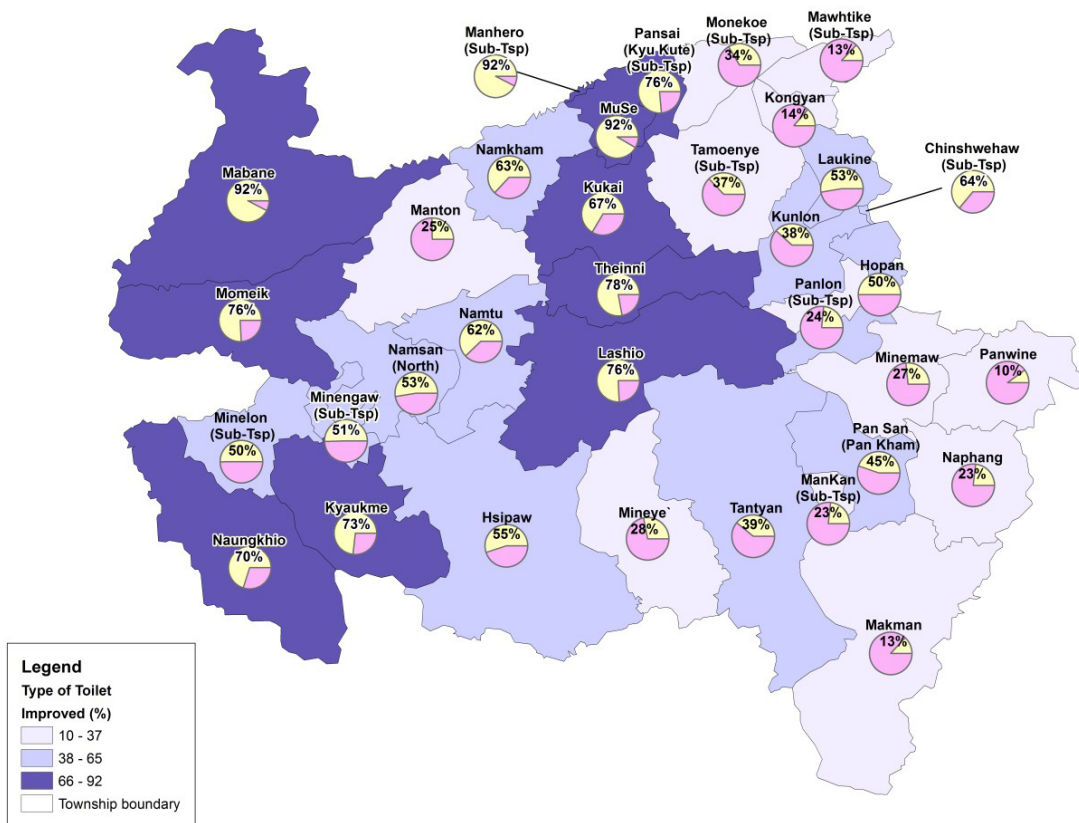 Manhero
(Sub-Tsp)
92%
Pansai
(Kyu Kute)
(Sub-Tsp)
76%
Monekoe
(Sub-Tsp)
34%
Mawhtike
(Sub-Tsp)
13%
MuSe
92%
Kongyan
14%
Mabane
92%
Namkham
63%
Kukai
67%
Tamoenye
(Sub-Tsp)
37%
Laukine
53%
Chinshwehaw
(Sub-Tsp)
64%
Manton
25%
Kunlon
38%
Momeik
76%
Theinni
78%
Panlon
(Sub-Tsp)
24%
Hopan
50%
Namtu
62%
Namsan
(North)
53%
Lashio
76%
Minemaw
27%
Panwine
10%
Minelon
(Sub-Tsp)
50%
Minengaw
(Sub-Tsp)
51%
Pan San
(Pan Kham)
45%
Naphang
23%
ManKan
(Sub-Tsp)
23%
Naungkhio
70%
Kyaukme
73%
Hsipaw
55%
Mineye`
28%
Tantyan
39%
Makman
13%
Legend
Type of Toilet
Improved (%)
10 - 37
38 - 65
66 - 92
Township boundary